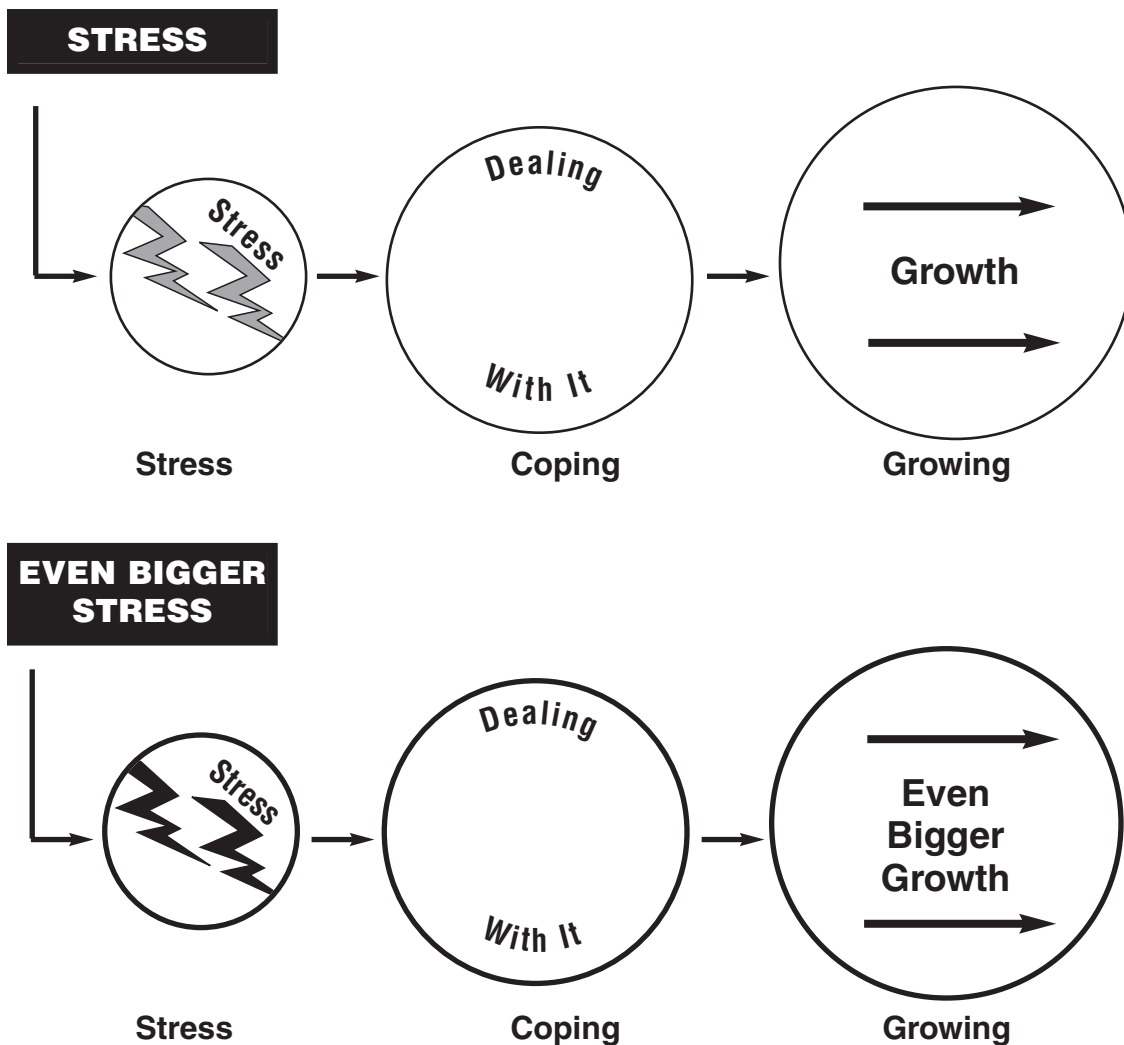 STRESS
Stress
Dealing
With It
Growth
Stress
Coping
Growing
EVEN BIGGER
STRESS
Stress
Dealing
With It
Even
Bigger
Growth
Stress
Coping
Growing